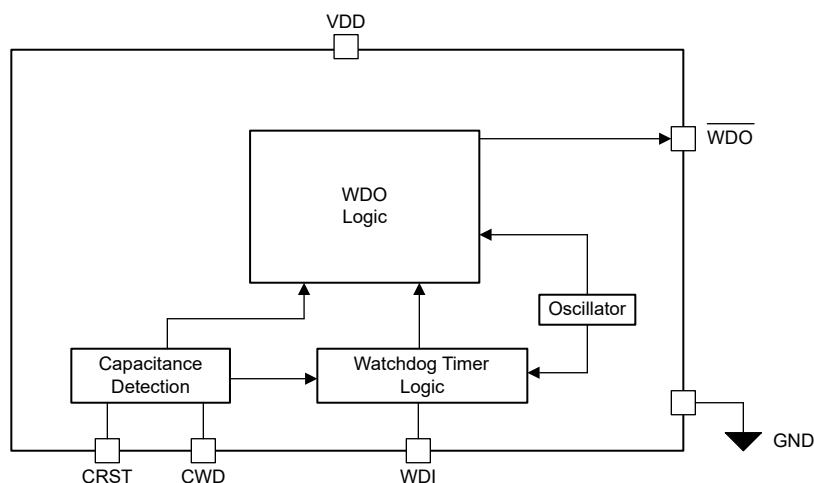 VDD
WDO
WDO
Logic
Oscillator
Capacitance
Detection
Watchdog Timer
Logic
GND
CRST
CWD
WDI